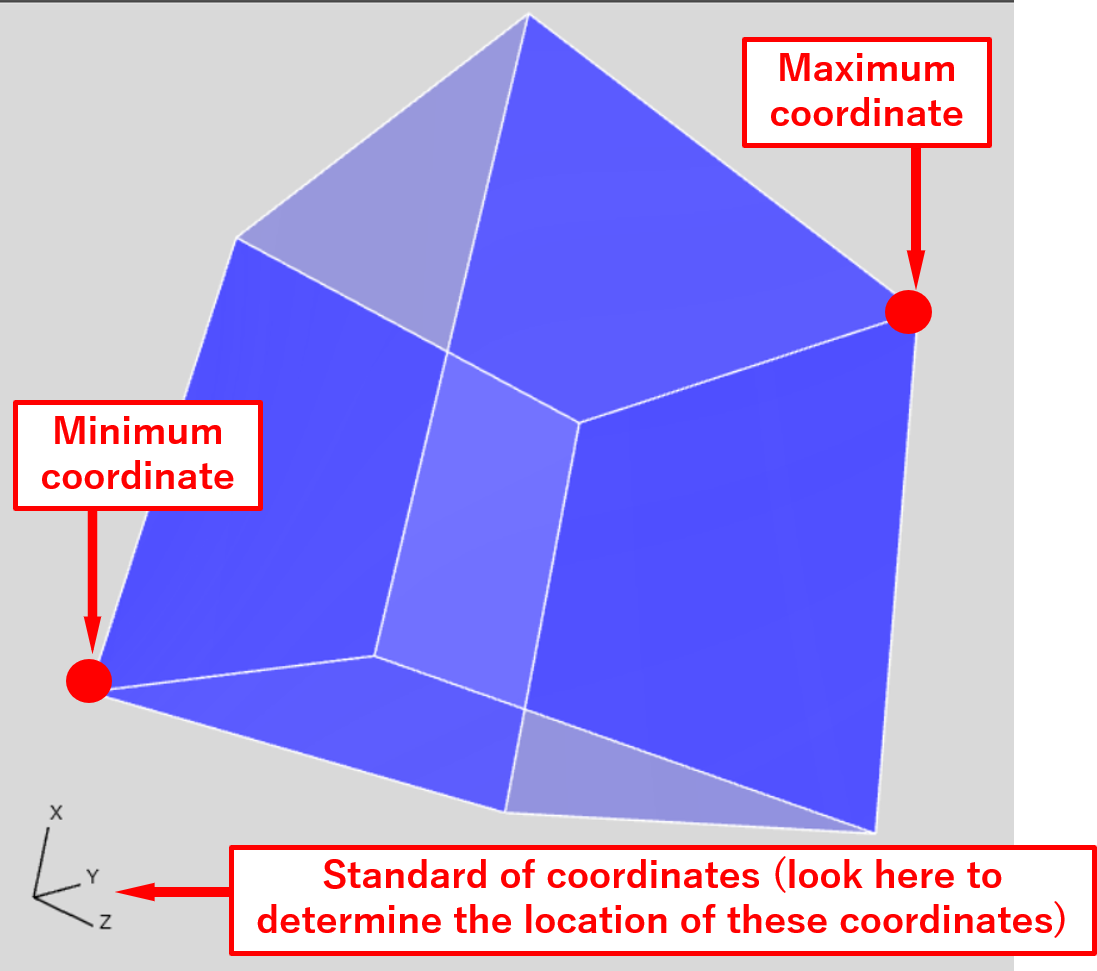 Maximum
coordinate
Minimum
coordinate
X
Y
Z
Standard of coordinates (look here to
determine the location of these coordinates)